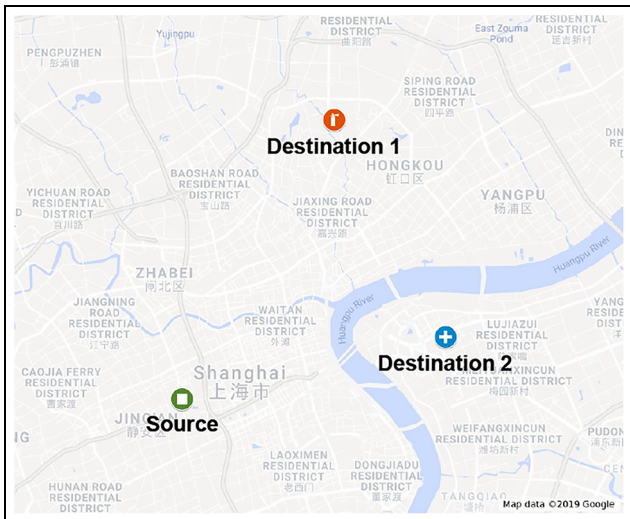 RESIDENTIAL
DISTRICT
曲阳路
Yujingpu
East Zouma
Pond
RESIDENTIAL
DISTRICT
延吉新村
PENGPUZHEN
彭浦镇
SIPING ROAD
RESIDENTIAL
DISTRICT
四平路
Destination 1
HONGKOU
虹口区
BAOSHAN ROAD
RESIDENTIAL
DISTRICT
宝山路
YICHUAN ROAD
RESIDENTIAL
DISTRICT
宜川路
JIAXING ROAD
RESIDENTIAL
DISTRICT
嘉兴路
YANGPU
杨浦区
Huangpu River
ZHABEI
闸北区
JIANGNING
ROAD
RESIDENTIAL
DISTRICT
江宁路
WAITAN
RESIDENTIAL
DISTRICT
外滩
Huangpu River
LUJIAZUI
RESIDENTIAL
DISTRICT
Destination 2
RESIDENTIAL
DISTRICT
梅园新村
CAOJIA FERRY
RESIDENTIAL
DISTRICT
曹家渡
Shanghai
上海市
Source
静安区
WEIFANGXINCUN
RESIDENTIAL
DISTRICT
潍坊新村
LAOXIMEN
RESIDENTIAL
DISTRICT
老西门
DONGJIADU
RESIDENTIAL
DISTRICT
董家渡
HUNAN ROAD
RESIDENTIAL
TANGQIAO
塘桥
Map data ©2019 Google